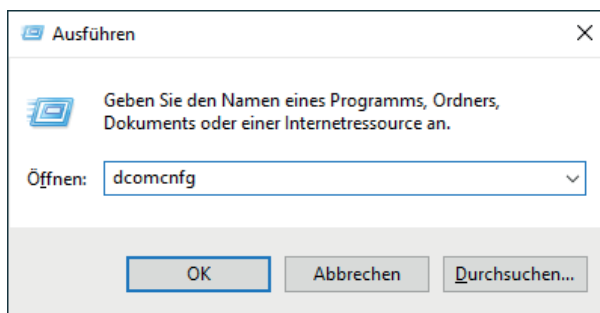 Ausführen
Geben Sie den Namen eines Programms, Ordners,
Dokuments oder einer Internetressource an.
Öffnen: dcomcnfg
OK Abbrechen Durchsuchen...